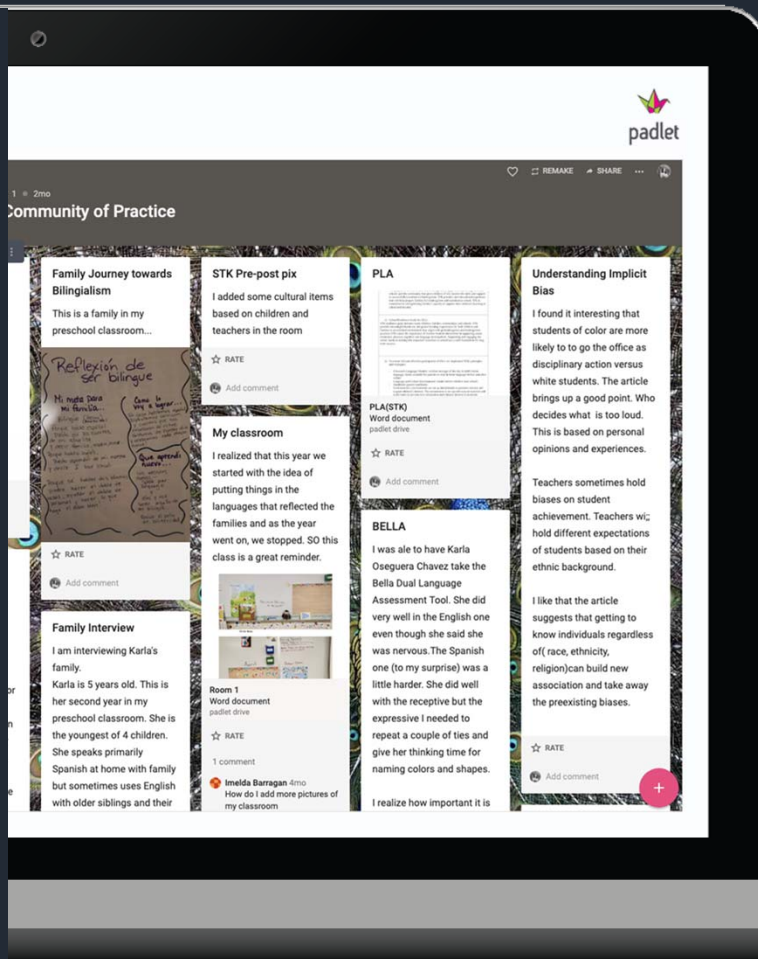 padlet
REMAKE
SHARE
1
2mo
Community of Practice
Family Journey towards
Bilingialism
This is a family in my
preschool classroom...
Reflexión de
ser bilingue
Mi meta para
mi familia...
Como lo
voy a lograr...
Que aprendi
nuevo...
RATE
Add comment
Family Interview
I am interviewing Karla's
family.
Karla is 5 years old. This is
her second year in my
preschool classroom. She is
the youngest of 4 children.
She speaks primarily
Spanish at home with family
but sometimes uses English
with older siblings and their
STK Pre-post pix
I added some cultural items
based on children and
teachers in the room
RATE
Add comment
My classroom
I realized that this year we
started with the idea of
putting things in the
languages that reflected the
families and as the year
went on, we stopped. SO this
class is a great reminder.
Room 1
Word document
padlet drive
RATE
1 comment
Imelda Barragan 4mo
How do I add more pictures of
my classroom
PLA
PLA(STK)
Word document
padlet drive
RATE
Add comment
BELLA
I was ale to have Karla
Oseguera Chavez take the
Bella Dual Language
Assessment Tool. She did
very well in the English one
even though she said she
was nervous.The Spanish
one (to my surprise) was a
little harder. She did well
with the receptive but the
expressive I needed to
repeat a couple of ties and
give her thinking time for
naming colors and shapes.
I realize how important it is
Understanding Implicit
Bias
I found it interesting that
students of color are more
likely to to go the office as
disciplinary action versus
white students. The article
brings up a good point. Who
decides what is too loud.
This is based on personal
opinions and experiences.
Teachers sometimes hold
biases on student
achievement. Teachers
hold different expectations
of students based on their
ethnic background.
I like that the article
suggests that getting to
know individuals regardless
of( race, ethnicity,
religion)can build new
association and take away
the preexisting biases.
RATE
Add comment